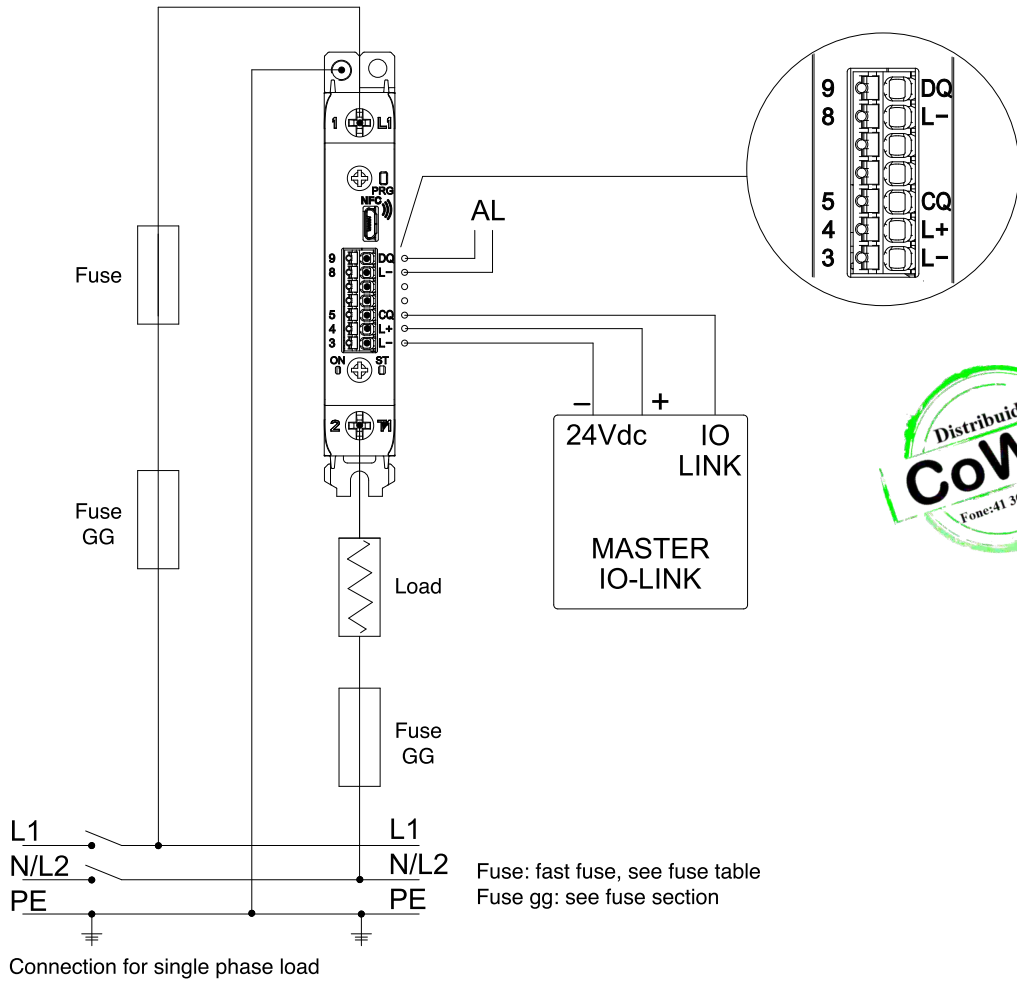 1 L1
PRG
NFC
9 DQ
8 L-
5 CQ
4 L+
3 L-
ON ST
2 T1
AL
9 DQ
8 L-
5 CQ
4 L+
3 L-
Fuse
Fuse
GG
Load
Fuse
GG
- +
24Vdc IO
LINK
MASTER
IO-LINK
CoW
Fone:41
L1 L1
N/L2 N/L2
PE PE
Fuse: fast fuse, see fuse table
Fuse gg: see fuse section
Connection for single phase load